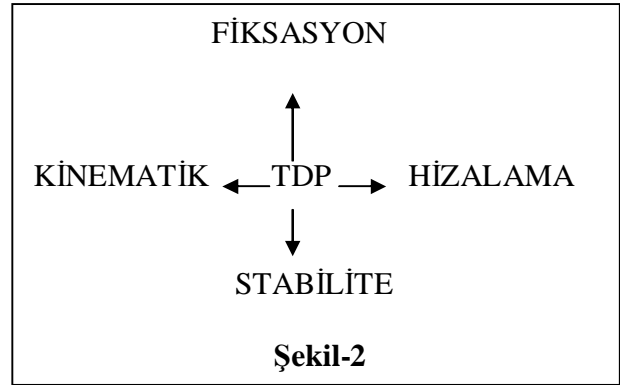 FİKSASYON
KİNEMATİK TDP HİZALAMA
STABİLİTE
Şekil-2